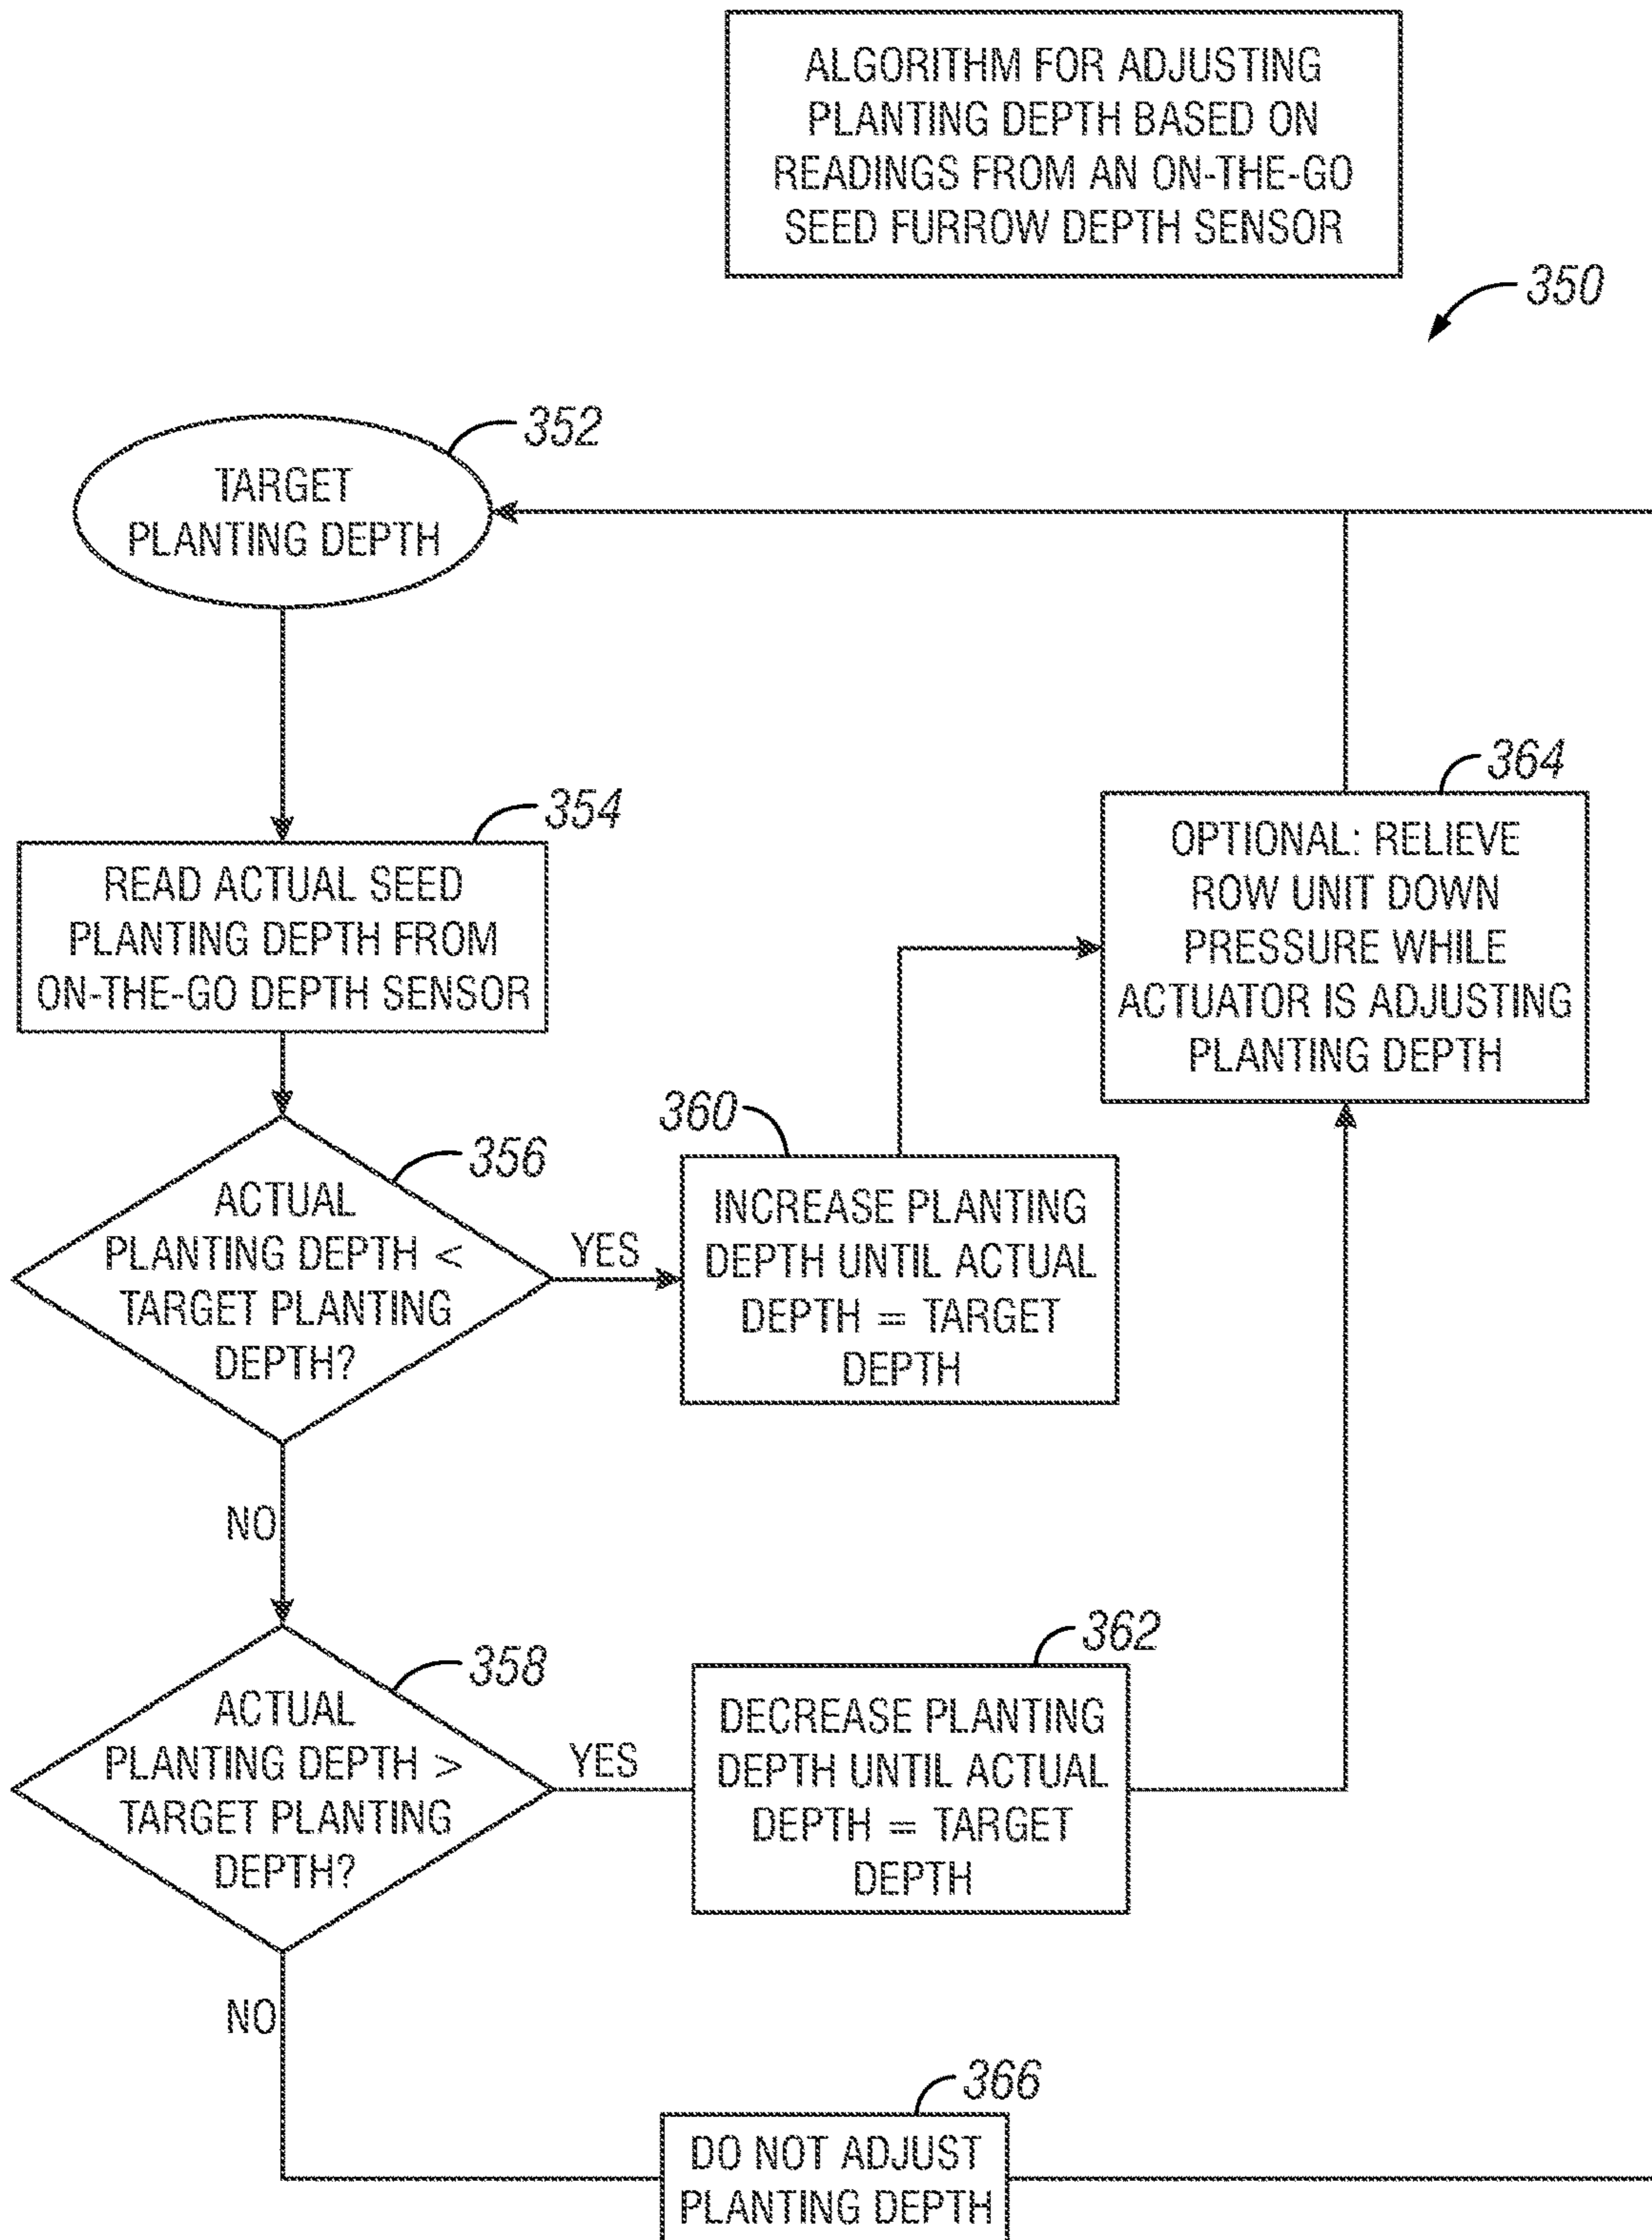 ALGORITHM FOR ADJUSTING
PLANTING DEPTH BASED ON
READINGS FROM AN ON-THE-GO
SEED FURROW DEPTH SENSOR
350
352
TARGET
PLANTING DEPTH
354
READ ACTUAL SEED
PLANTING DEPTH FROM
ON-THE-GO DEPTH SENSOR
364
OPTIONAL: RELIEVE
ROW UNIT DOWN
PRESSURE WHILE
ACTUATOR IS ADJUSTING
PLANTING DEPTH
356
ACTUAL
PLANTING DEPTH <
TARGET PLANTING
DEPTH?
YES
360
INCREASE PLANTING
DEPTH UNTIL ACTUAL
DEPTH = TARGET
DEPTH
NO
358
ACTUAL
PLANTING DEPTH >
TARGET PLANTING
DEPTH?
YES
362
DECREASE PLANTING
DEPTH UNTIL ACTUAL
DEPTH = TARGET
DEPTH
NO
366
DO NOT ADJUST
PLANTING DEPTH